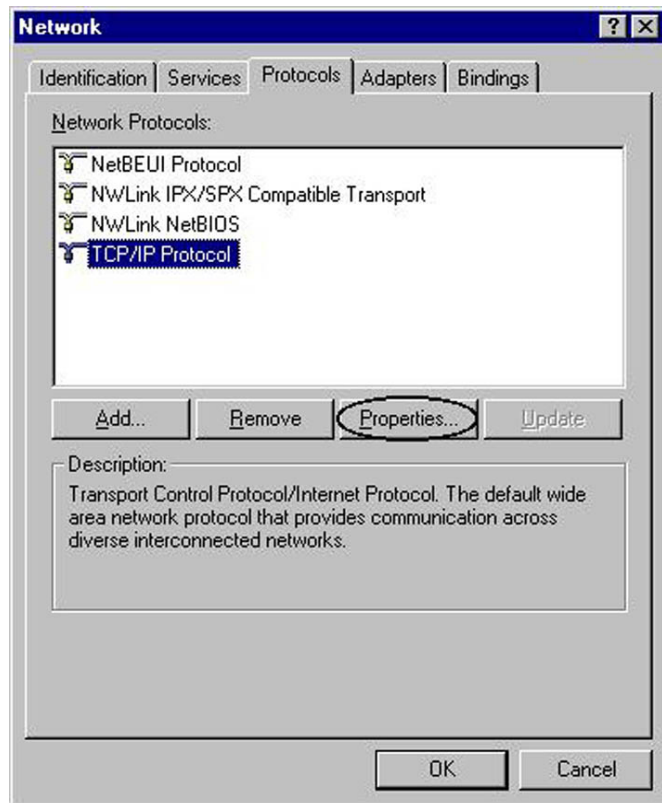 Network
Identification Services Protocols Adapters Bindings
Network Protocols:
NetBEUI Protocol
NWLink IPX/SPX Compatible Transport
NWLink NetBIOS
TCP/IP Protocol
Add... Remove Properties... Update
Description:
Transport Control Protocol/Internet Protocol. The default wide
area network protocol that provides communication across
diverse interconnected networks.
OK Cancel